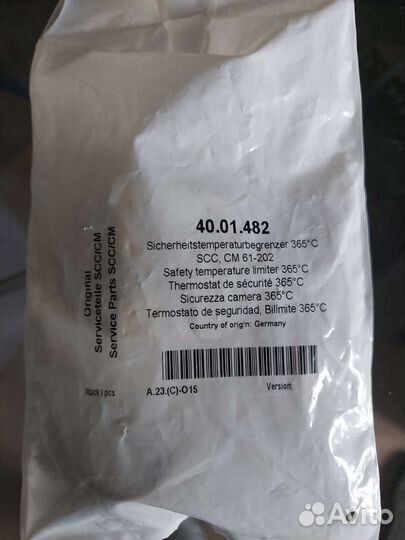 40.01.482
Sicherheitstemperaturbegrenzer 365°C
SCC, CM 61-202
Safety temperature limiter 365°C
Thermostat de sécurité 365°C
Sicurezza camera 365°C
Termostato de seguridad, Billmite 365°C
Country of origin: Germany
Original
Serviceteile SCC/CM
Service Parts SCC/CM
pcs
A.23.(C)-O15
Version:
Avito